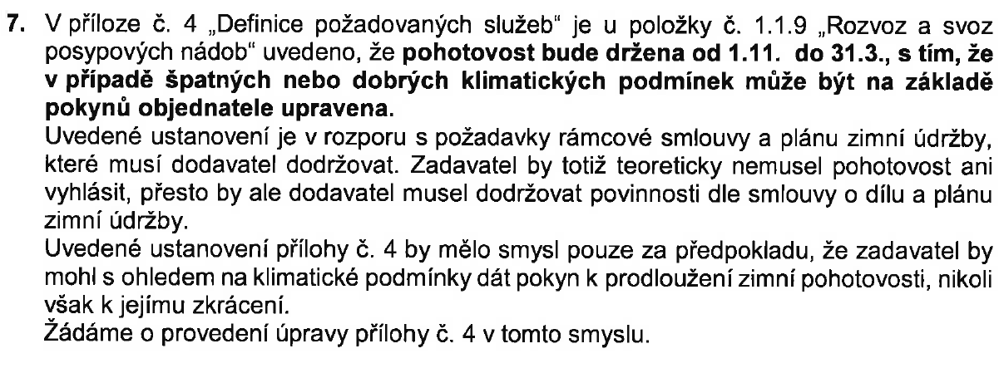 7. V příloze č. 4 „Definice požadovaných služeb“ je u položky č. 1.1.9 „Rozvoz a svoz
posypových nádob“ uvedeno, že pohotovost bude držena od 1.11. do 31.3., s tím, že
v případě špatných nebo dobrých klimatických podmínek může být na základě
pokynů objednatele upravena.
Uvedené ustanovení je v rozporu s požadavky rámcové smlouvy a plánu zimní údržby,
které musí dodavatel dodržovat. Zadavatel by totiž teoreticky nemusel pohotovost ani
vyhlásit, přesto by ale dodavatel musel dodržovat povinnosti dle smlouvy o dílu a plánu
zimní údržby.
Uvedené ustanovení přílohy č. 4 by mělo smysl pouze za předpokladu, že zadavatel by
mohl s ohledem na klimatické podmínky dát pokyn k prodloužení zimní pohotovosti, nikoli
však k jejímu zkrácení.
Žádáme o provedení úpravy přílohy č. 4 v tomto smyslu.